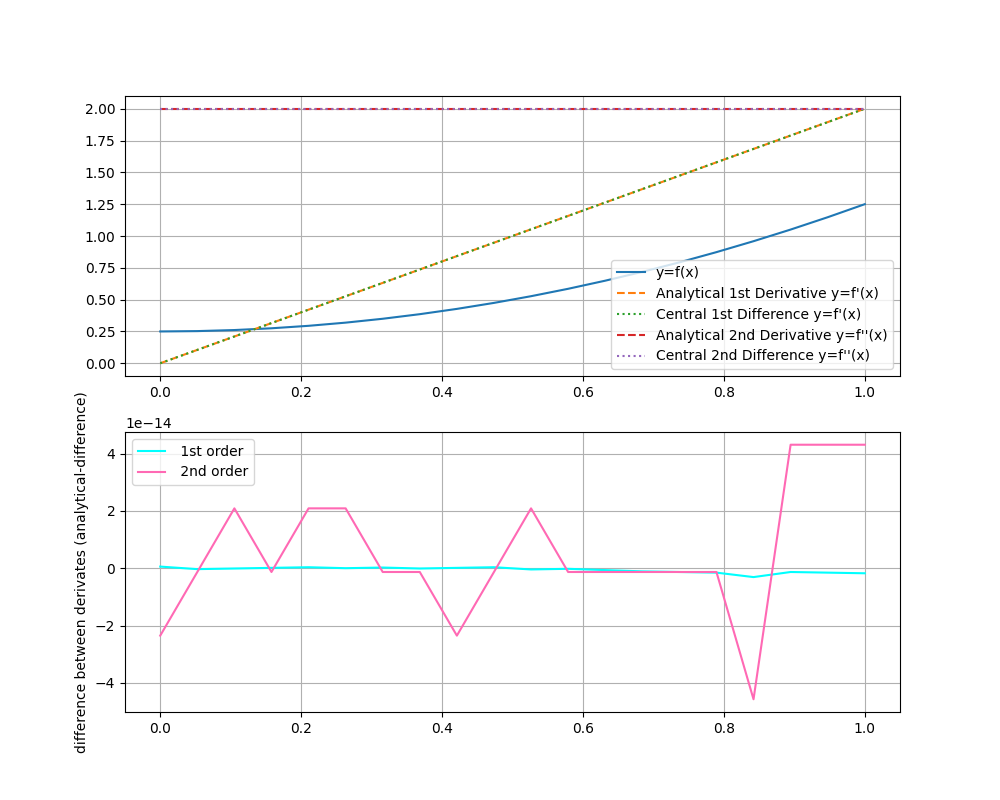 2.00
1.75
1.50
1.25
1.00
0.75
0.50
0.25
0.00
y=f(x)
Analytical 1st Derivative y=f'(x)
Central 1st Difference y=f'(x)
Analytical 2nd Derivative y=f''(x)
Central 2nd Difference y=f''(x)
0.0 0.2 0.4 0.6 0.8 1.0
difference between derivates (analytical-difference)
1e−14
1st order
2nd order
4
2
0
−2
−4
0.0 0.2 0.4 0.6 0.8 1.0